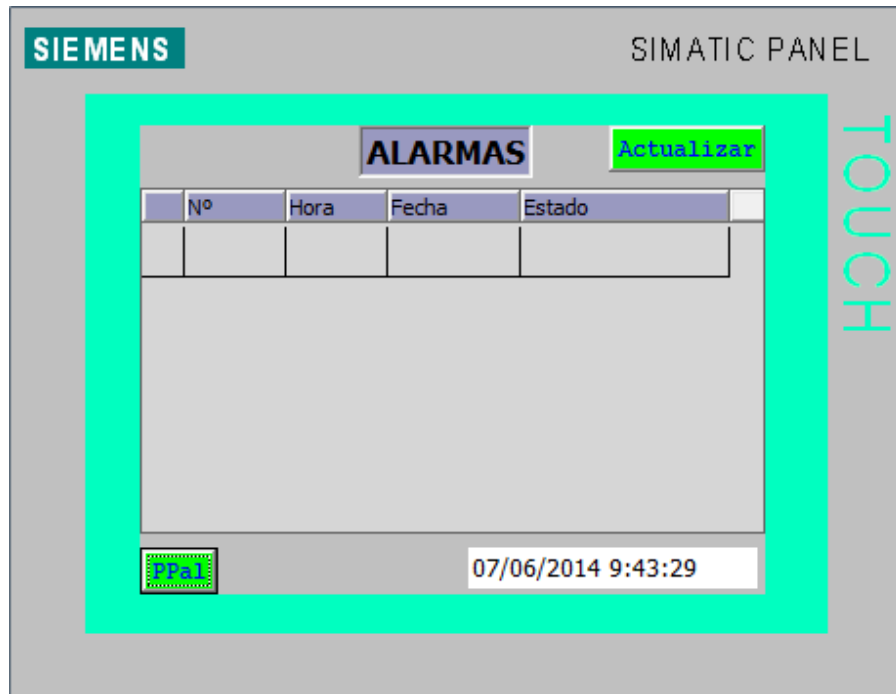 SIEMENS
SIMATIC PANEL
TOUCH
ALARMAS
Actualizar
Nº Hora Fecha Estado
PPal
07/06/2014 9:43:29